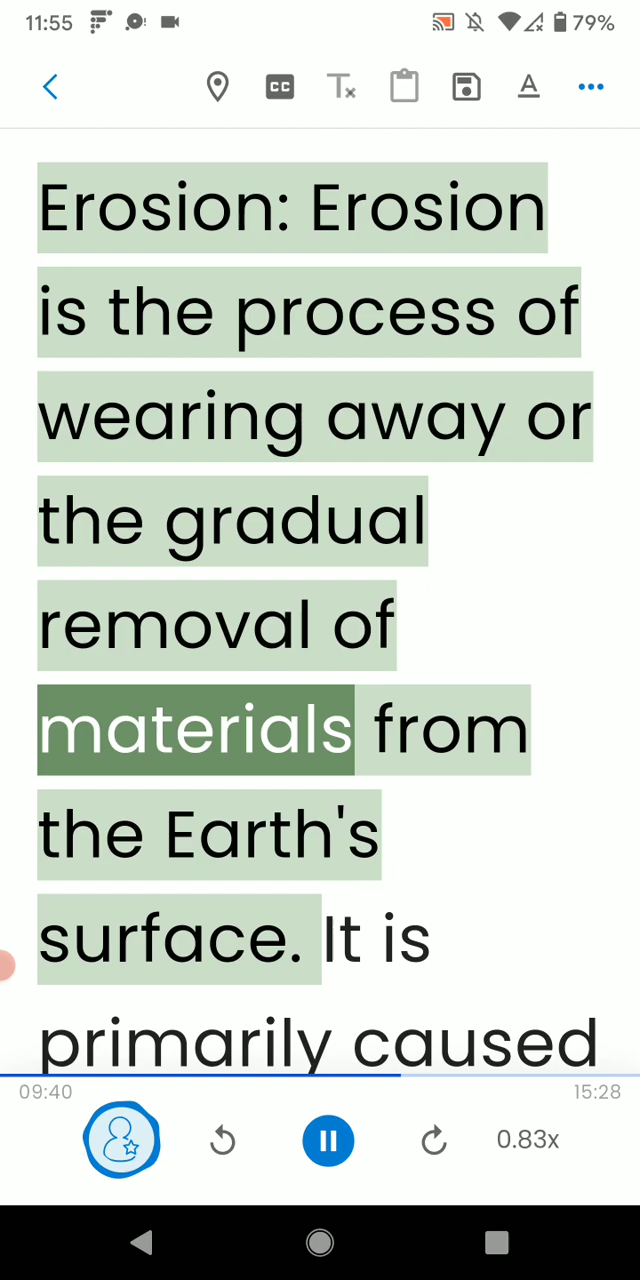 11:55
79%
CC
Erosion: Erosion
is the process of
wearing away or
the gradual
removal of
materials from
the Earth's
surface. It is
primarily caused
09:40
15:28
0.83x